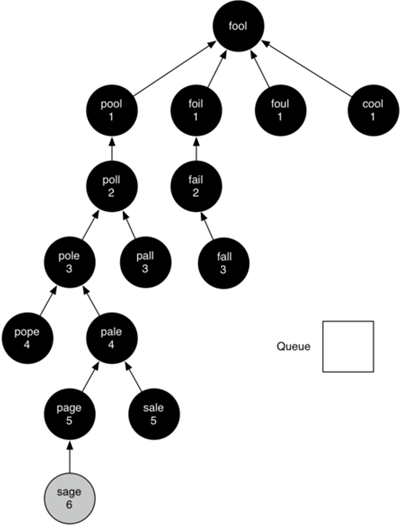 fool
pool
1
foil
1
foul
1
cool
1
poll
2
fail
2
pole
3
pall
3
fall
3
pope
4
pale
4
Queue
page
5
sale
5
sage
6